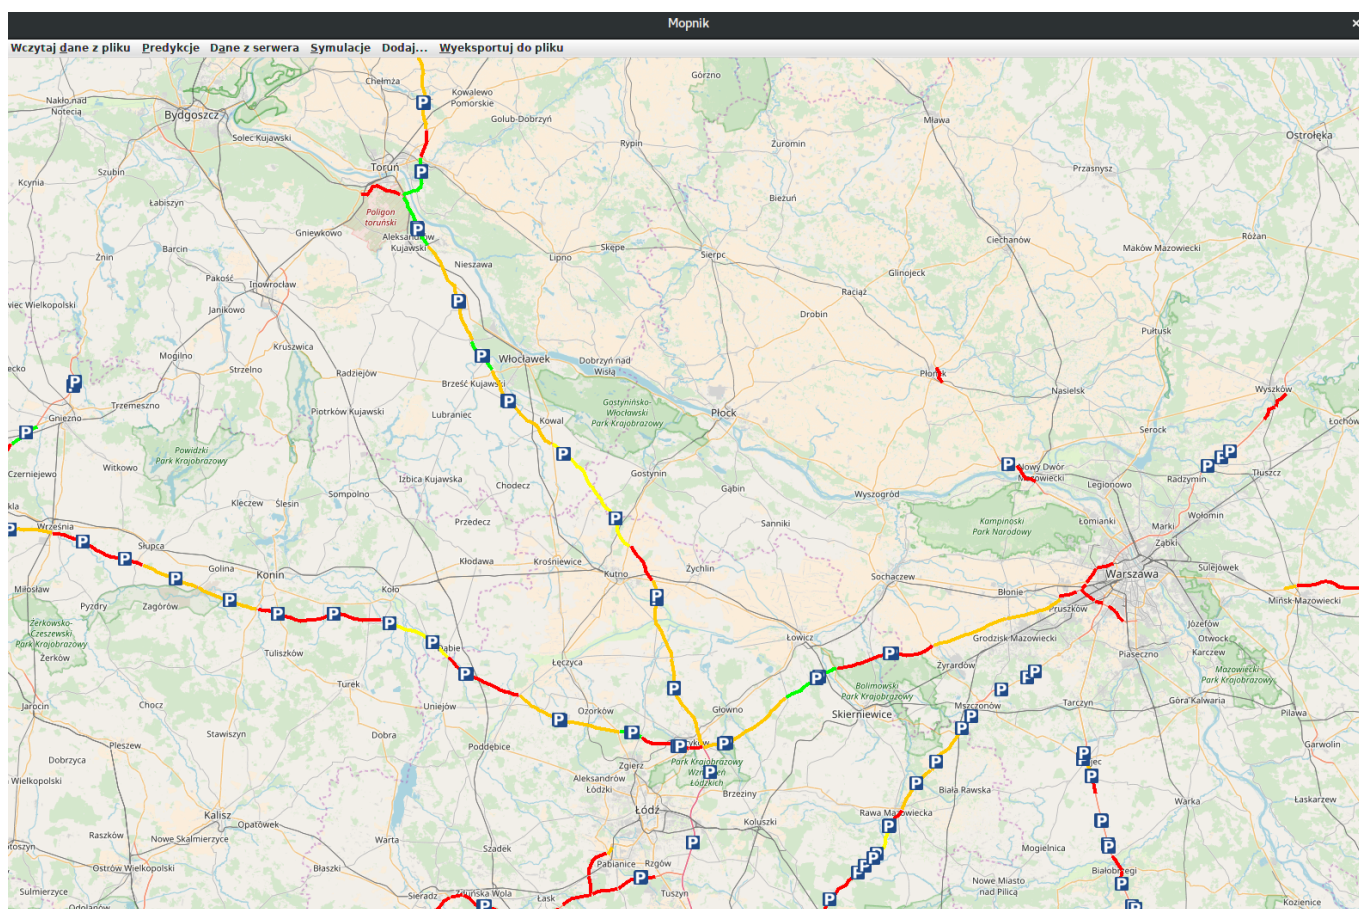 Mopnik
Wczytaj dane z pliku Predykcje Dane z serwera Symulacje Dodaj... Wyeksportuj do pliku
Górzno
Chełmża
Kowalewo
Pomorskie
Nakło nad
Notecią
Bydgoszcz
Golub-Dobrzyń
Mława
Ostrołęka
Solec Kujawski
Rypin
Żuromin
Toruń
Przasnysz
Szubin
Kcynia
Bieżuń
Łabiszyn
Poligon
toruński
Gniewkowo
Aleksandrów
Kujawski
Różan
Ciechanów
Barcin
Skępe
Maków Mazowiecki
Żnin
Lipno
Sierpc
Nieszawa
Glinojeck
Pakość
Inowrocław
Raciąż
Janikowo
Drobin
Pułtusk
Kruszwica
Mogilno
Włocławek
Dobrzyń nad
Wisłą
Strzelno
Radziejów
Płońsk
Brześć Kujawski
Nasielsk
Wyszków
Trzemeszno
Gostynińsko-
Włocławski
Park Krajobrazowy
Piotrków Kujawski
Lubraniec
Płock
Gniezno
Kowal
Serock
Powidzki
Park Krajobrazowy
Witkowo
Czerniejewo
Nowy Dwór
Mazowiecki
Tłuszcz
Gostynin
Izbica Kujawska
Radzymin
Chodecz
Legionowo
Gąbin
Sompolno
Wyszogród
Kleczew
Ślesin
Wołomin
Przedecz
Sanniki
Kampinoski
Park Narodowy
Łomianki
Września
Marki
Ząbki
Słupca
Kłodawa
Krośniewice
Żychlin
Golina
Konin
Kutno
Sochaczew
Warszawa
Sulejówek
Miłosław
Koło
Błonie
Pyzdry
Zagórów
Pruszków
Mińsk Mazowiecki
Żerkowsko-
Czeszewski
Park Krajobrazowy
Żerków
Józefów
Łowicz
Grodzisk Mazowiecki
Otwock
Dąbie
Karczew
Tuliszków
Piaseczno
Łęczyca
Żyrardów
Mazowiecki
Park Krajobrazowy
Turek
Bolimowski
Park Krajobrazowy
Jarocin
Chocz
Uniejów
Ozorków
Głowno
Skierniewice
Mszczonów
Tarczyn
Góra Kalwaria
Pilawa
Stawiszyn
Dobra
Pleszew
Poddębice
Garwolin
Dobrzyca
Zgierz
Park Krajobrazowy
Wzniesień
Łódzkich
Aleksandrów
Łódzki
Brzeziny
Biała Rawska
Warka
Łaskarzew
Łódź
Kalisz
Opatówek
Rawa Mazowiecka
Koluszki
Raszków
Nowe Skalmierzyce
Warta
Szadek
Mogielnica
Ostrów Wielkopolski
Błaszki
Pabianice
Rzgów
Białobrzegi
Sieradz
Zduńska Wola
Łask
Tuszyn
Nowe Miasto
nad Pilicą
Sulmierzyce
Kozienice
Odolanów